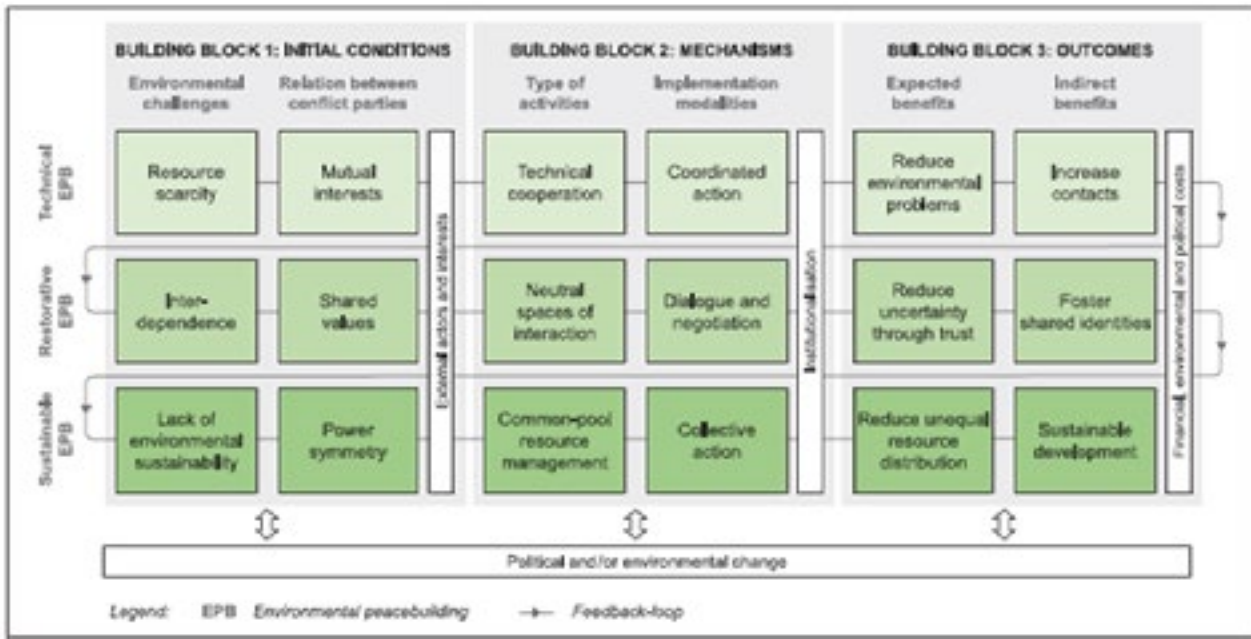 BUILDING BLOCK 1: INITIAL CONDITIONS
BUILDING BLOCK 2: MECHANISMS
BUILDING BLOCK 3: OUTCOMES
Environmental
challenges
Relation between
conflict parties
Type of
activities
Implementation
modalities
Expected
benefits
Indirect
benefits
Technical
EPB
Resource
scarcity
Mutual
interests
Technical
cooperation
Coordinated
action
Reduce
environmental
problems
Increase
contacts
Restorative
EPB
Inter-
dependence
Shared
values
Neutral
spaces of
interaction
Dialogue and
negotiation
Reduce
uncertainty
through trust
Foster
shared identities
Sustainable
EPB
Lack of
environmental
sustainability
Power
symmetry
Common-pool
resource
management
Collective
action
Reduce unequal
resource
distribution
Sustainable
development
External actors and interests
Institutionalisation
Financial, environmental and political costs
Political and/or environmental change
Legend: EPB Environmental peacebuilding Feedback-loop